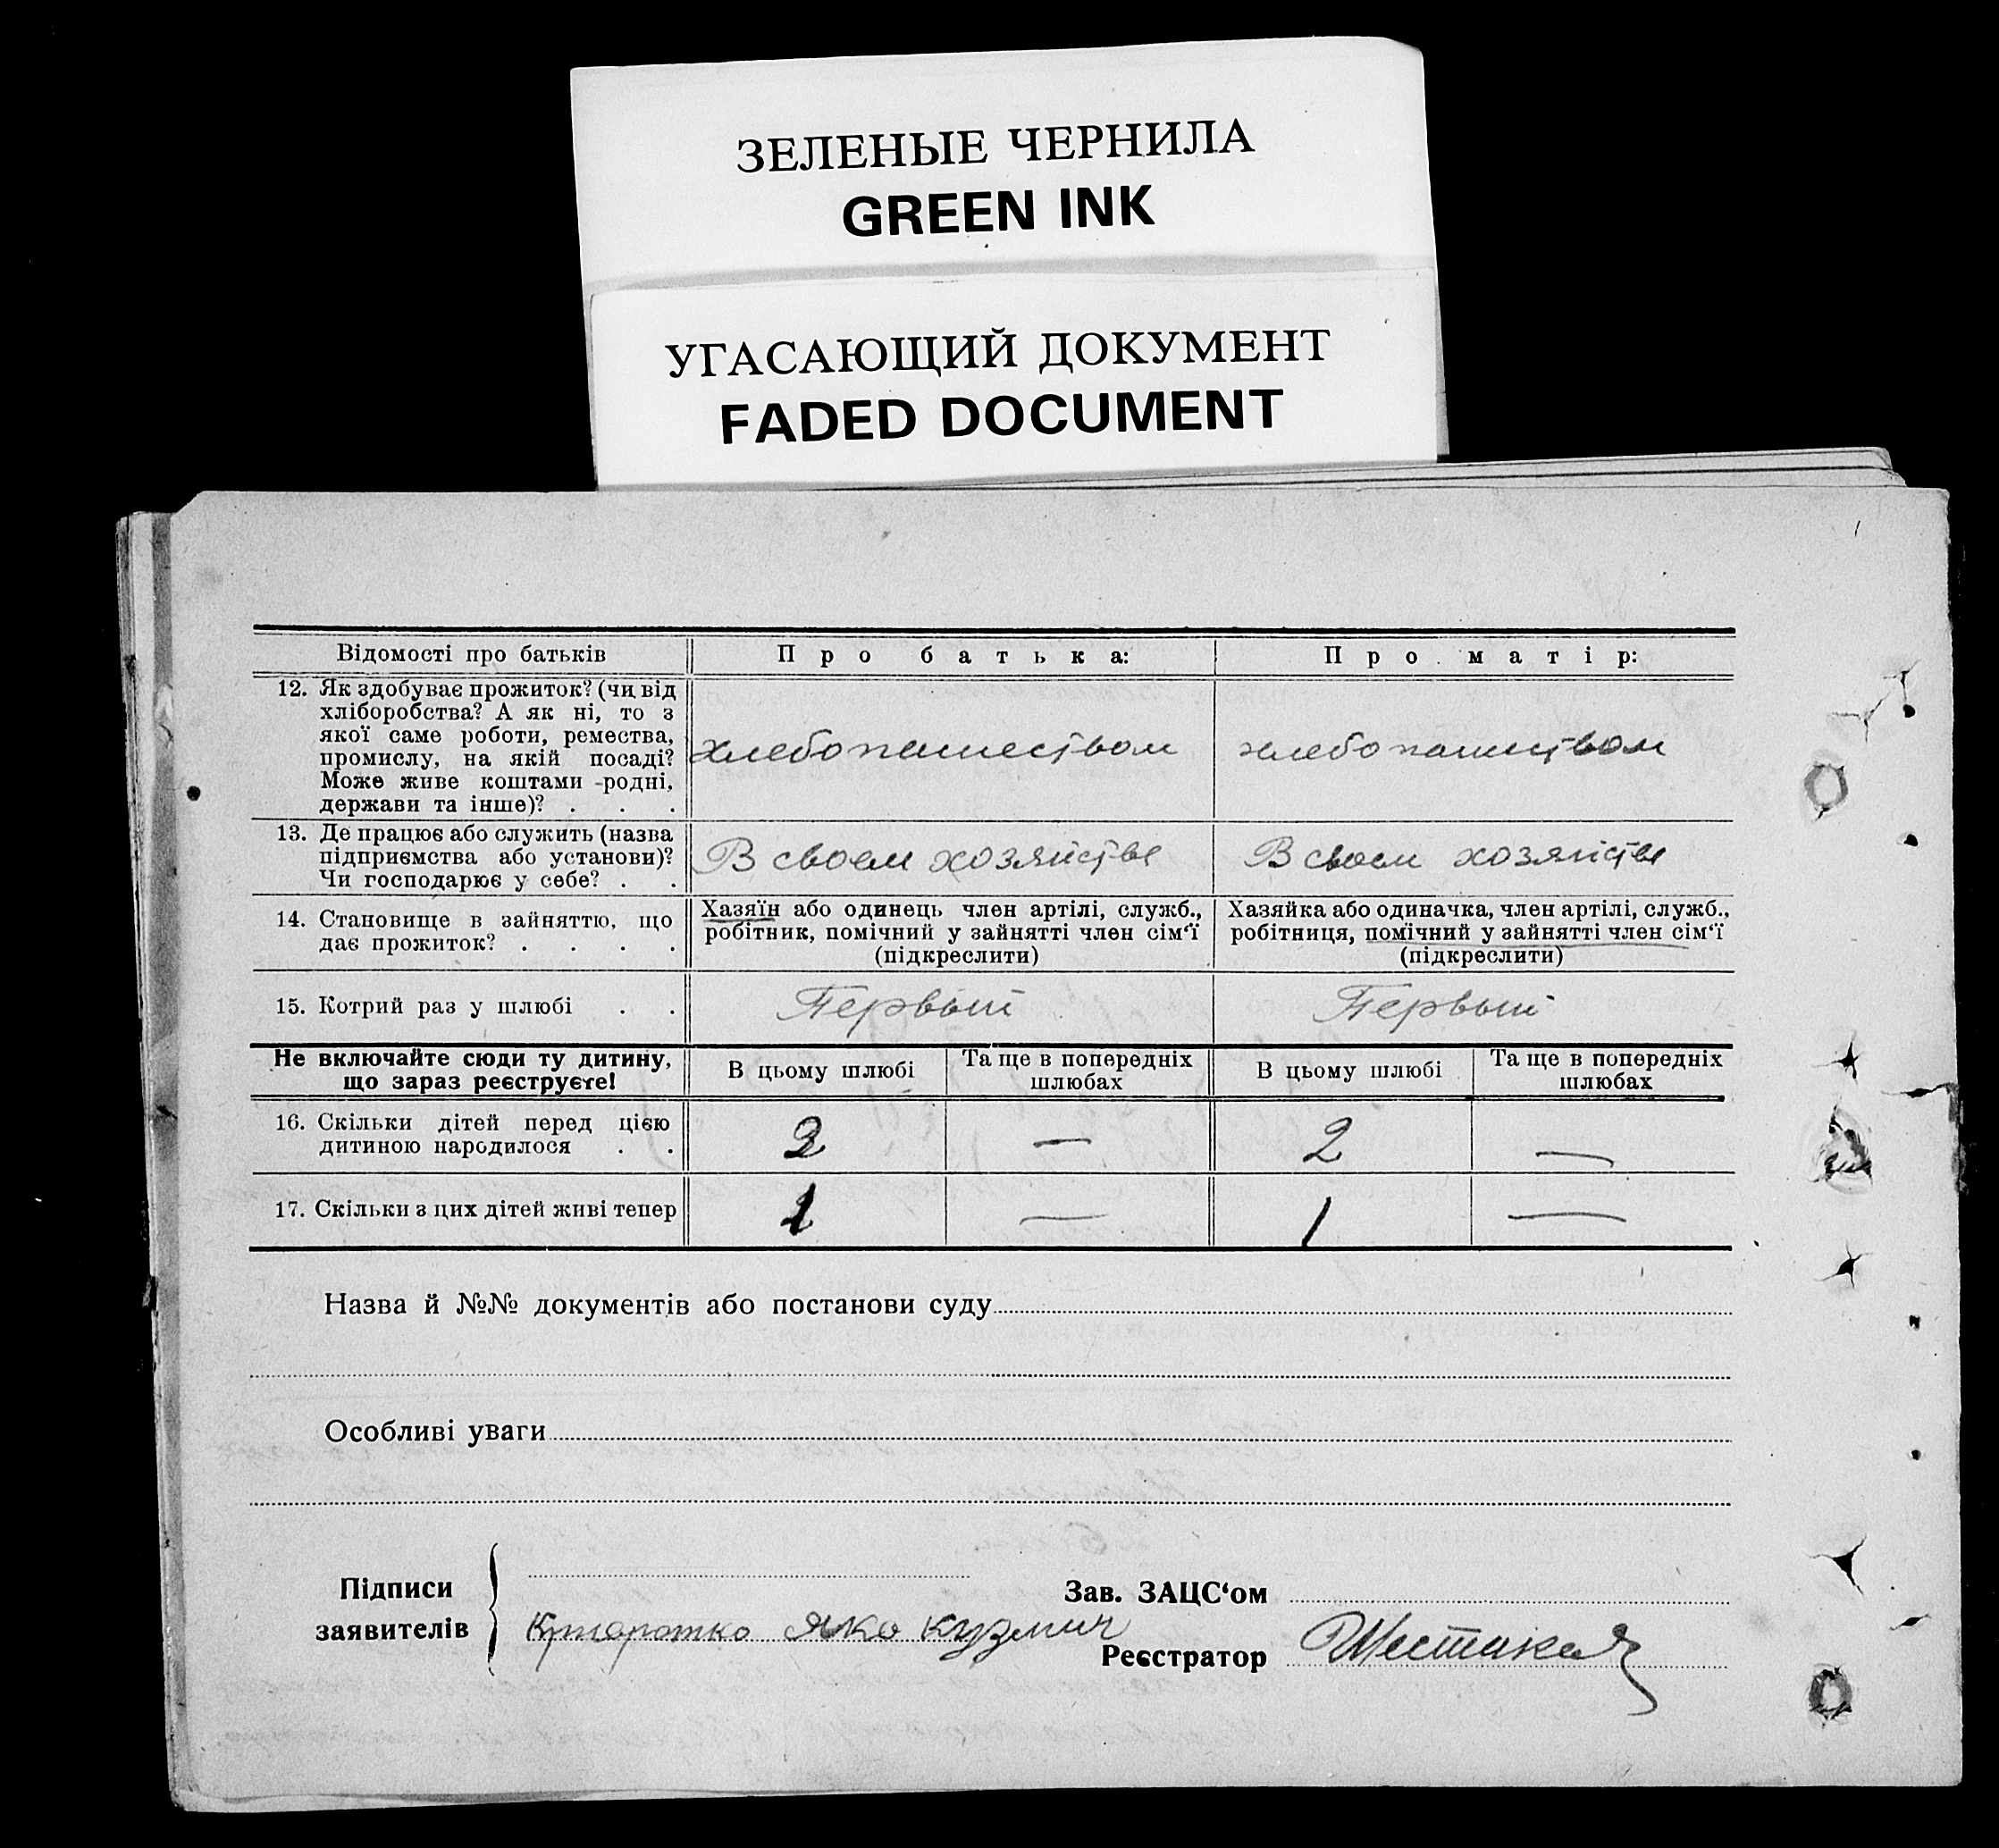 ЗЕЛЕНЫЕ ЧЕРНИЛА
GREEN INK
УГАСАЮЩИЙ ДОКУМЕНТ
FADED DOCUMENT
Відомості про батьків
Про батька:
Про матір:
12. Як здобуває прожиток? (чи від
хліборобства? А як ні, то з
якої саме роботи, ремества,
промислу, на якій посаді?
Може живе коштами -родні,
держави та інше)? . . .
хлебопашеством
хлебопашеством
13. Де працює або служить (назва
підприємства або установи)?
Чи господарює у себе? . .
В своем хозяйстве
В своем хозяйстве
14. Становище в зайняттю, що
дає прожиток? . . . .
Хазяїн або одинець член артілі, служб.,
робітник, помічний у зайнятті член сім‘ї
(підкреслити)
Хазяйка або одиначка, член артілі, служб.,
робітниця, помічний у зайнятті член сім‘ї
(підкреслити)
15. Котрий раз у шлюбі . .
Первый
Первый
Не включайте сюди ту дитину,
що зараз реєструєте!
В цьому шлюбі
Та ще в попередніх
шлюбах
В цьому шлюбі
Та ще в попередніх
шлюбах
16. Скільки дітей перед цією
дитиною народилося . .
2
—
2
—
17. Скільки з цих дітей живі тепер
1
—
1
—
Назва й №№ документів або постанови суду
Особливі уваги
Підписи
заявителів
Яко Кузмич
Зав. ЗАЦС‘ом
Реєстратор